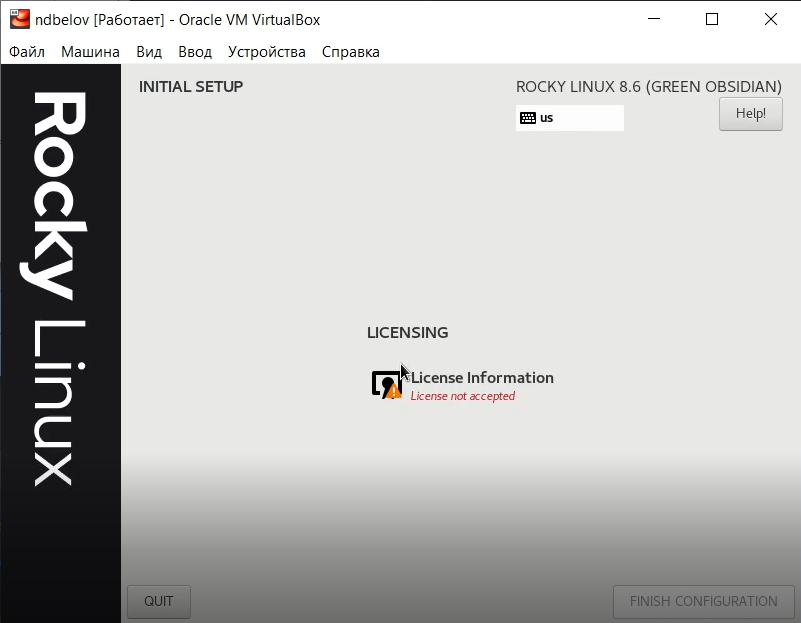 ndbelov [Работает] - Oracle VM VirtualBox
Файл Машина Вид Ввод Устройства Справка
Rocky Linux
INITIAL SETUP
ROCKY LINUX 8.6 (GREEN OBSIDIAN)
us
Help!
LICENSING
License Information
License not accepted
QUIT
FINISH CONFIGURATION